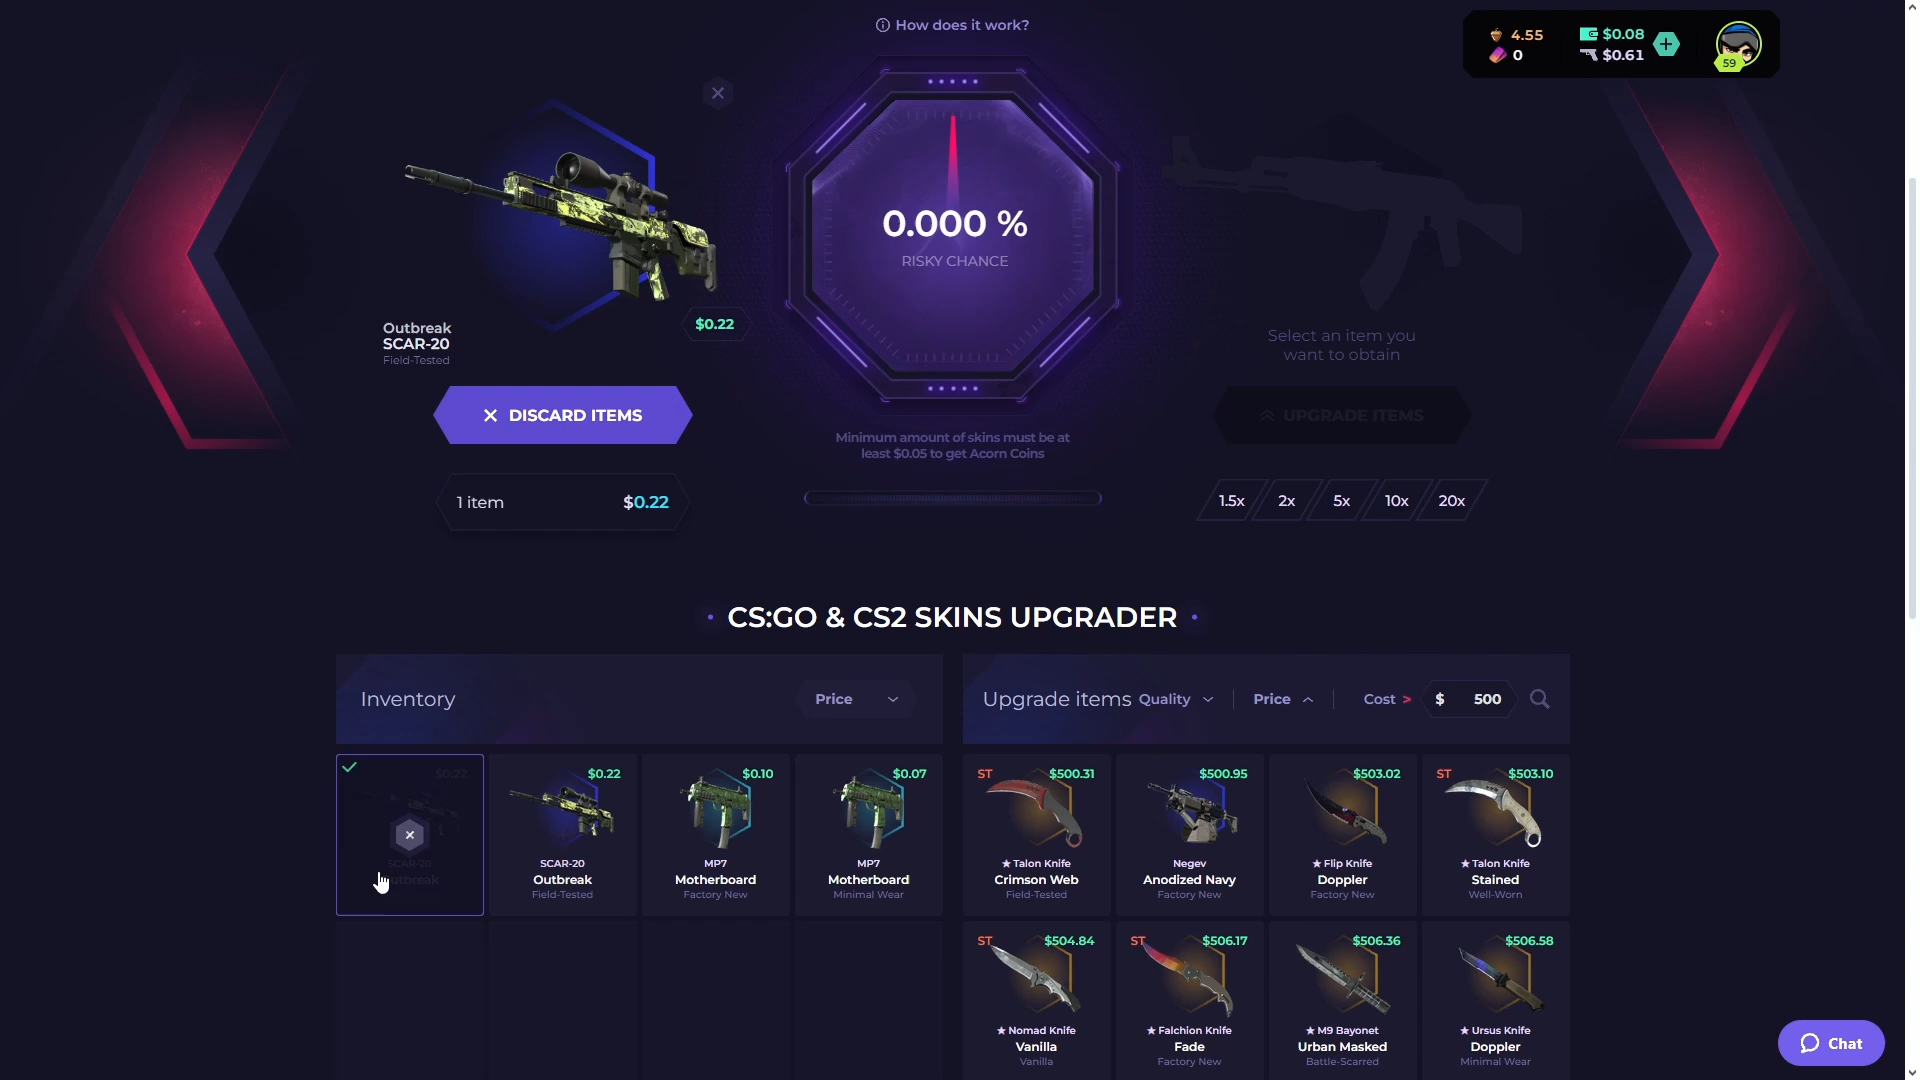 How does it work?
4.55
0
$0.08
$0.61
59
0.000 %
RISKY CHANCE
$0.22
Outbreak
SCAR-20
Field-Tested
Select an item you
want to obtain
DISCARD ITEMS
UPGRADE ITEMS
Minimum amount of skins must be at
least $0.05 to get Acorn Coins
1 item
$0.22
1.5x
2x
5x
10x
20x
• CS:GO & CS2 SKINS UPGRADER •
Inventory
Price
Upgrade items
Quality
Price
Cost >
$ 500
$0.22
SCAR-20
Outbreak
$0.22
SCAR-20
Outbreak
Field-Tested
$0.10
MP7
Motherboard
Factory New
$0.07
MP7
Motherboard
Minimal Wear
ST
$500.31
★ Talon Knife
Crimson Web
Field-Tested
$500.95
Negev
Anodized Navy
Factory New
$503.02
★ Flip Knife
Doppler
Factory New
ST
$503.10
★ Talon Knife
Stained
Well-Worn
ST
$504.84
★ Nomad Knife
Vanilla
Vanilla
ST
$506.17
★ Falchion Knife
Fade
Factory New
$506.36
★ M9 Bayonet
Urban Masked
Battle-Scarred
$506.58
★ Ursus Knife
Doppler
Minimal Wear
Chat